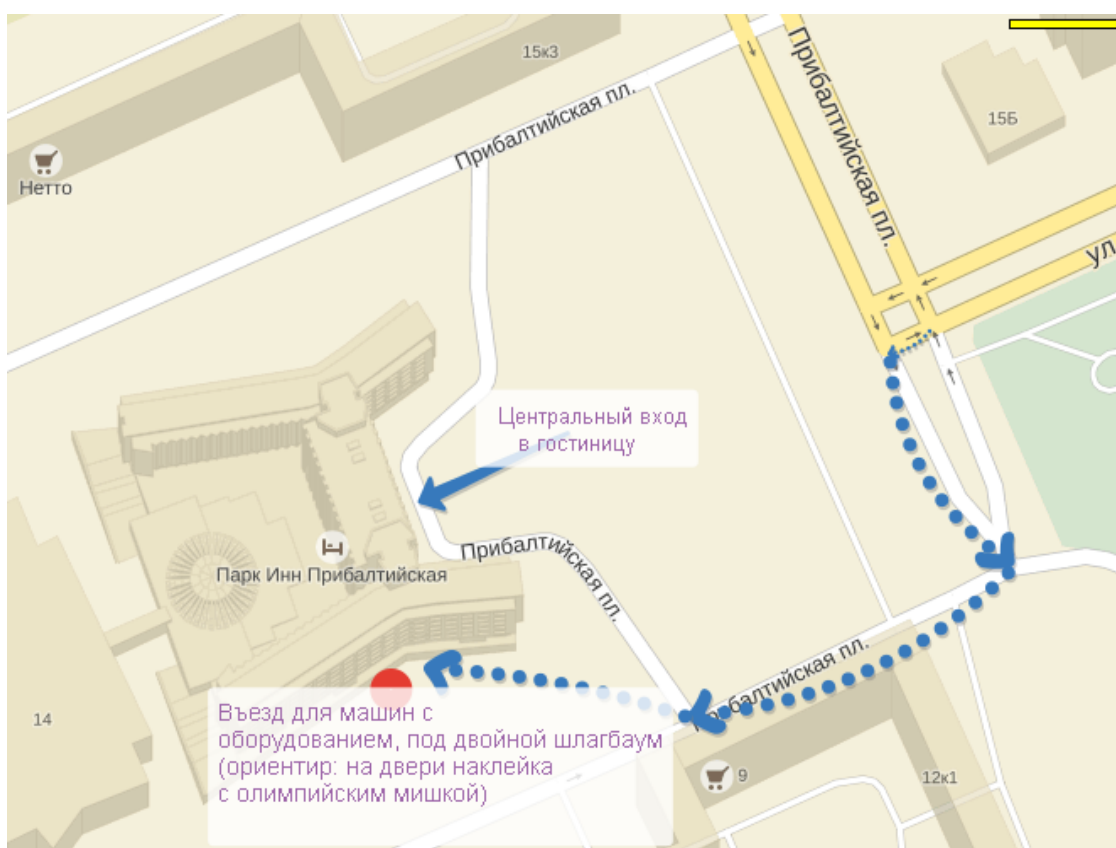 15к3
Прибалтийская пл.
Прибалтийская пл.
15Б
Нетто
ул
Центральный вход
в гостиницу
Прибалтийская пл.
Парк Инн Прибалтийская
Прибалтийская пл.
14
Въезд для машин с
оборудованием, под двойной шлагбаум
(ориентир: на двери наклейка
с олимпийским мишкой)
9
12к1